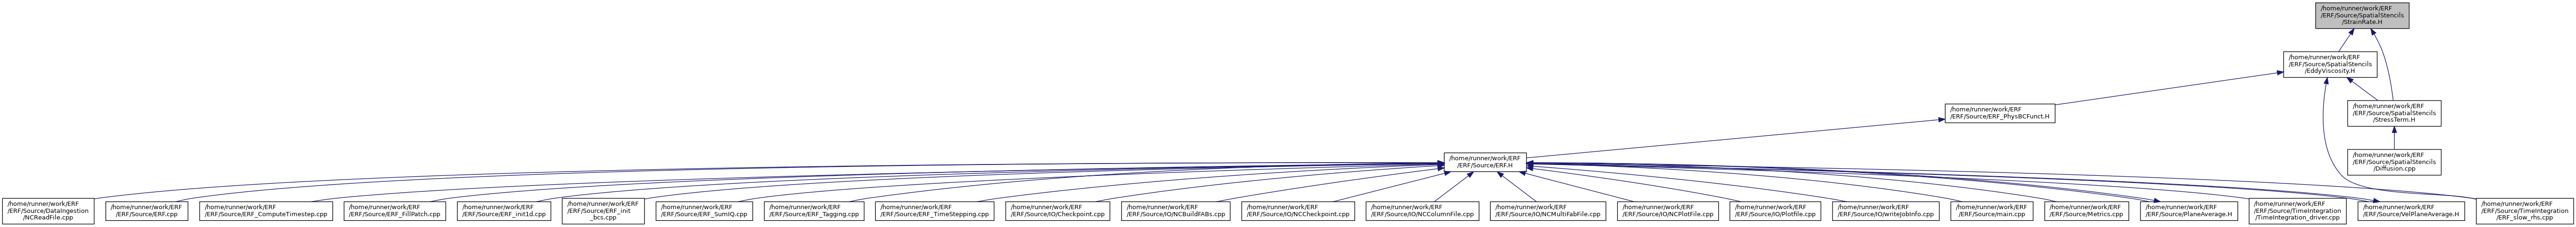 /home/runner/work/ERF
/ERF/Source/SpatialStencils
/StrainRate.H
/home/runner/work/ERF
/ERF/Source/SpatialStencils
/EddyViscosity.H
/home/runner/work/ERF
/ERF/Source/ERF_PhysBCFunct.H
/home/runner/work/ERF
/ERF/Source/SpatialStencils
/StressTerm.H
/home/runner/work/ERF
/ERF/Source/ERF.H
/home/runner/work/ERF
/ERF/Source/SpatialStencils
/Diffusion.cpp
/home/runner/work/ERF
/ERF/Source/DataIngestion
/NCReadFile.cpp
/home/runner/work/ERF
/ERF/Source/ERF.cpp
/home/runner/work/ERF
/ERF/Source/ERF_ComputeTimestep.cpp
/home/runner/work/ERF
/ERF/Source/ERF_FillPatch.cpp
/home/runner/work/ERF
/ERF/Source/ERF_init1d.cpp
/home/runner/work/ERF
/ERF/Source/ERF_init
_bcs.cpp
/home/runner/work/ERF
/ERF/Source/ERF_SumIQ.cpp
/home/runner/work/ERF
/ERF/Source/ERF_Tagging.cpp
/home/runner/work/ERF
/ERF/Source/ERF_TimeStepping.cpp
/home/runner/work/ERF
/ERF/Source/IO/Checkpoint.cpp
/home/runner/work/ERF
/ERF/Source/IO/NCBuildFABs.cpp
/home/runner/work/ERF
/ERF/Source/IO/NCCheckpoint.cpp
/home/runner/work/ERF
/ERF/Source/IO/NCColumnFile.cpp
/home/runner/work/ERF
/ERF/Source/IO/NCMultiFabFile.cpp
/home/runner/work/ERF
/ERF/Source/IO/NCPlotFile.cpp
/home/runner/work/ERF
/ERF/Source/IO/Plotfile.cpp
/home/runner/work/ERF
/ERF/Source/IO/writeJobInfo.cpp
/home/runner/work/ERF
/ERF/Source/main.cpp
/home/runner/work/ERF
/ERF/Source/Metrics.cpp
/home/runner/work/ERF
/ERF/Source/PlaneAverage.H
/home/runner/work/ERF
/ERF/Source/TimeIntegration
/TimeIntegration_driver.cpp
/home/runner/work/ERF
/ERF/Source/VelPlaneAverage.H
/home/runner/work/ERF
/ERF/Source/TimeIntegration
/ERF_slow_rhs.cpp